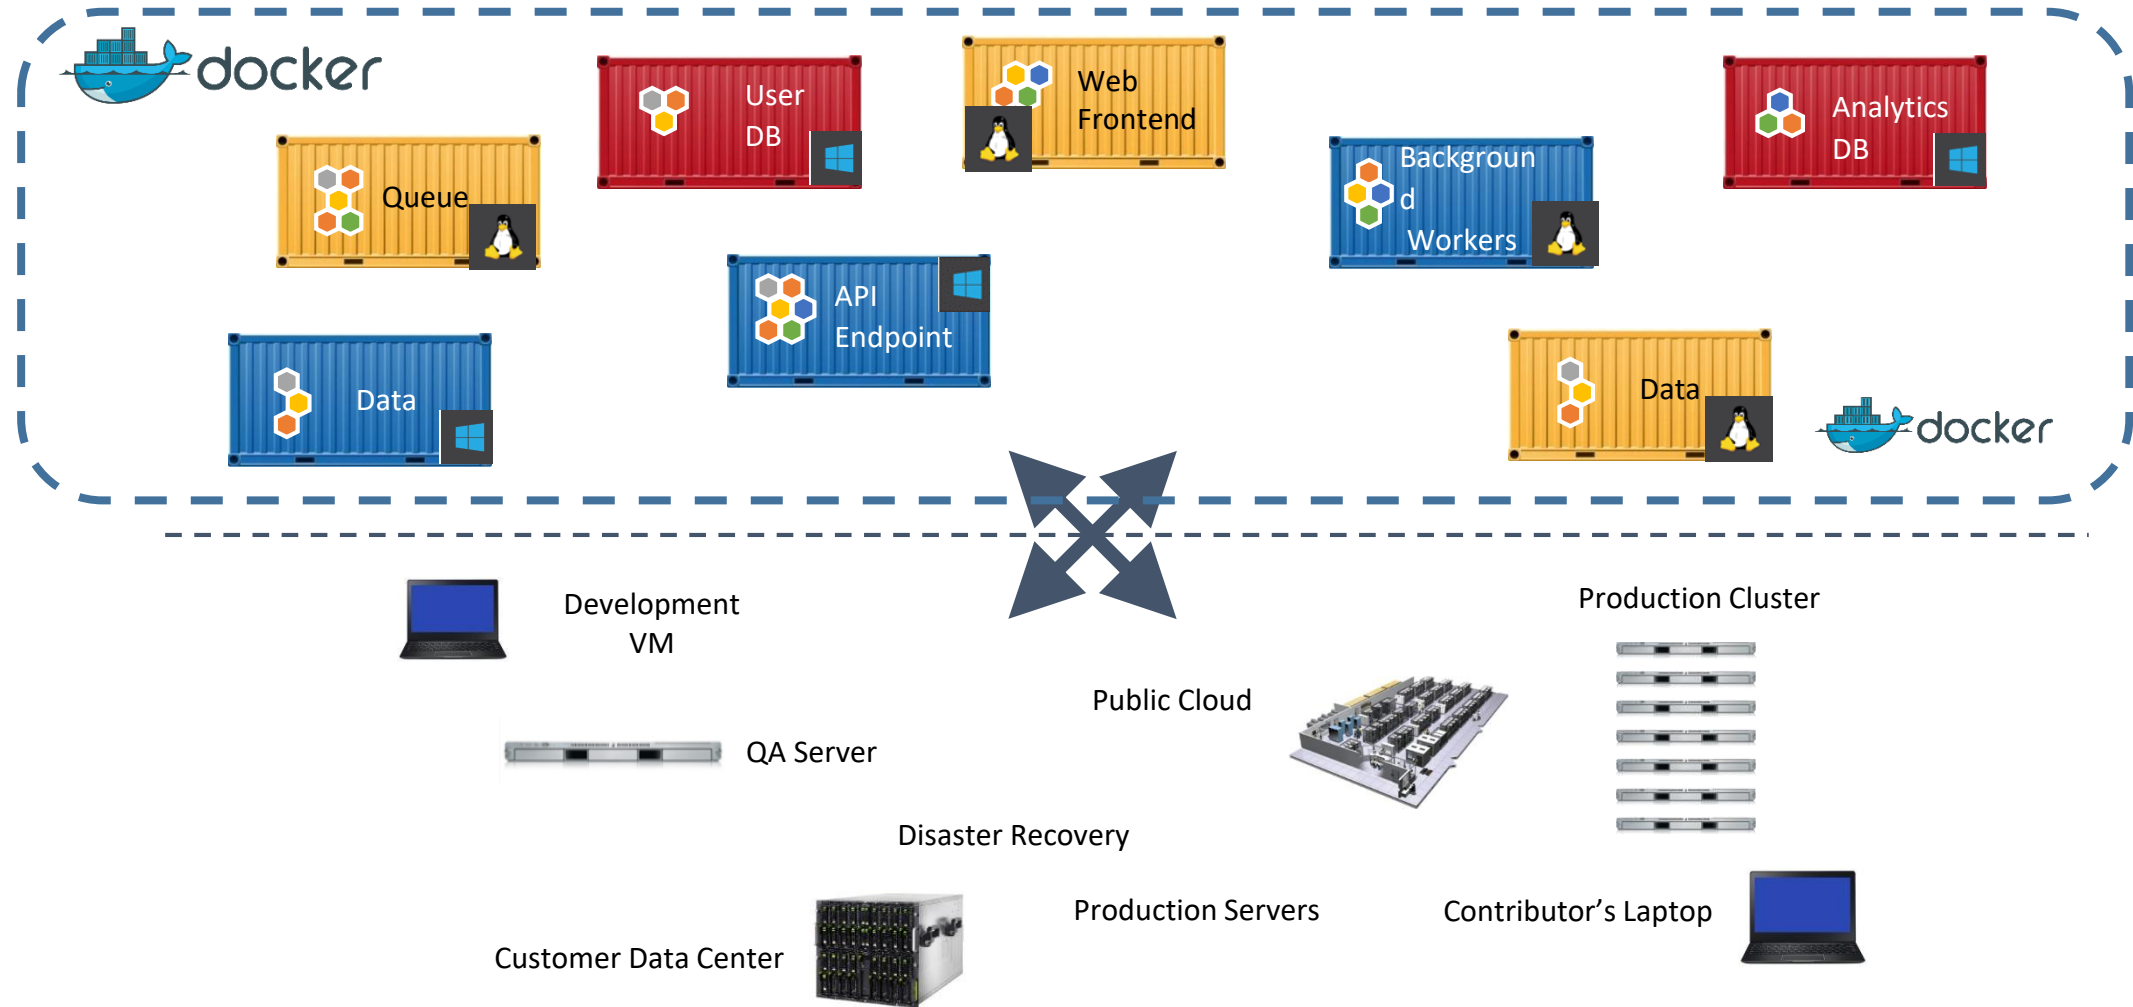 docker
User
DB
Web
Frontend
Analytics
DB
Backgroun
d
Workers
Queue
API
Endpoint
Data
Data
docker
Development
VM
Production Cluster
Public Cloud
QA Server
Disaster Recovery
Production Servers
Contributor’s Laptop
Customer Data Center